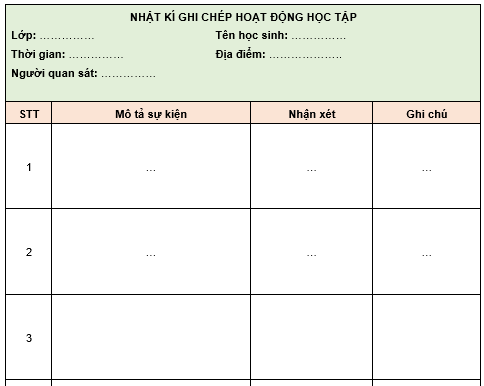 NHẬT KÍ GHI CHÉP HOẠT ĐỘNG HỌC TẬP
Lớp: …………… Tên học sinh: ……………
Thời gian: …………… Địa điểm: ………………..
Người quan sát: ……………
STT Mô tả sự kiện Nhận xét Ghi chú
1 … … …
2 … … …
3